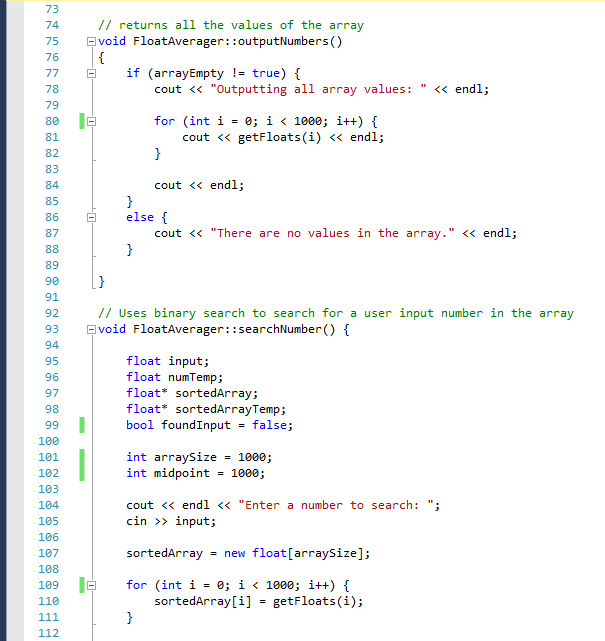 73
74 // returns all the values of the array
75 void FloatAverager::outputNumbers()
76 {
77 if (arrayEmpty != true) {
78 cout << "Outputting all array values: " << endl;
79
80 for (int i = 0; i < 1000; i++) {
81 cout << getFloats(i) << endl;
82 }
83
84 cout << endl;
85 }
86 else {
87 cout << "There are no values in the array." << endl;
88 }
89
90 }
91
92 // Uses binary search to search for a user input number in the array
93 void FloatAverager::searchNumber() {
94
95 float input;
96 float numTemp;
97 float* sortedArray;
98 float* sortedArrayTemp;
99 bool foundInput = false;
100
101 int arraySize = 1000;
102 int midpoint = 1000;
103
104 cout << endl << "Enter a number to search: ";
105 cin >> input;
106
107 sortedArray = new float[arraySize];
108
109 for (int i = 0; i < 1000; i++) {
110 sortedArray[i] = getFloats(i);
111 }
112